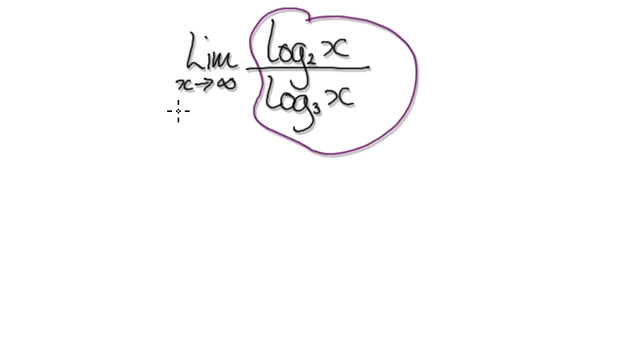 Lim x→∞ log₂ x / log₃ x